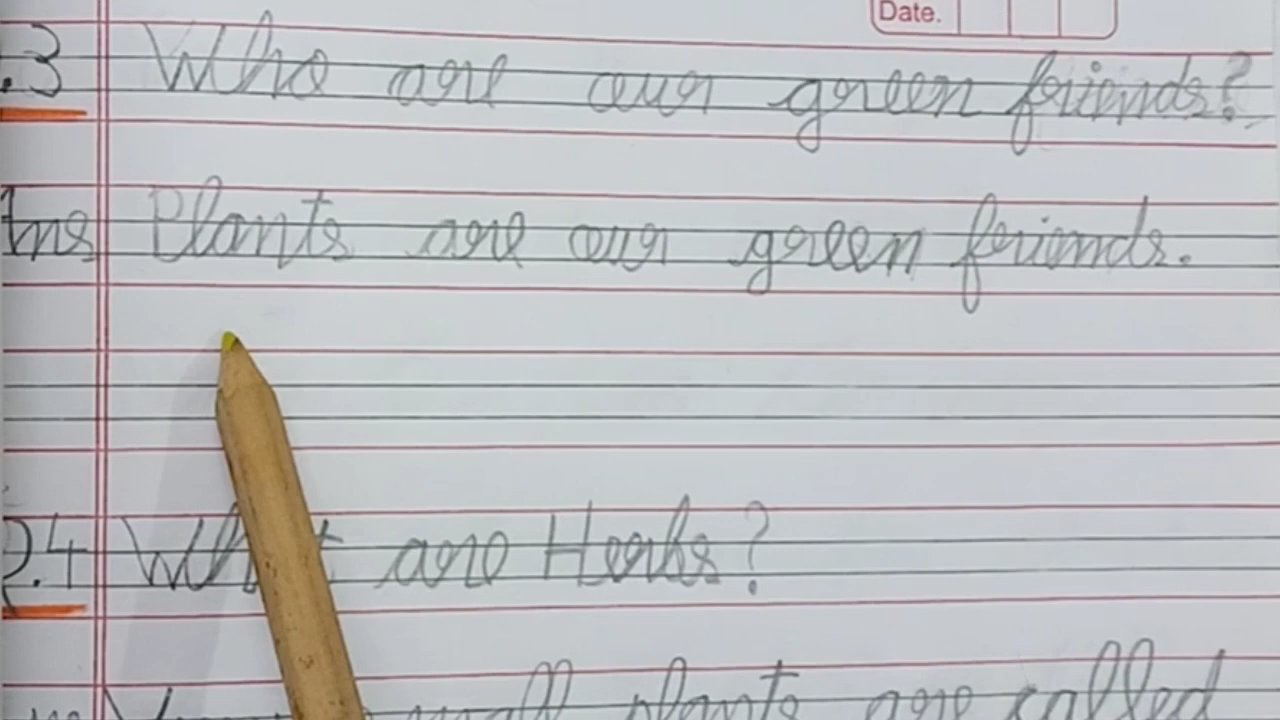 Date.
.3 Who are our green friends?
Ans Plants are our green friends.
Q.4 What are Herbs?
small plants are called